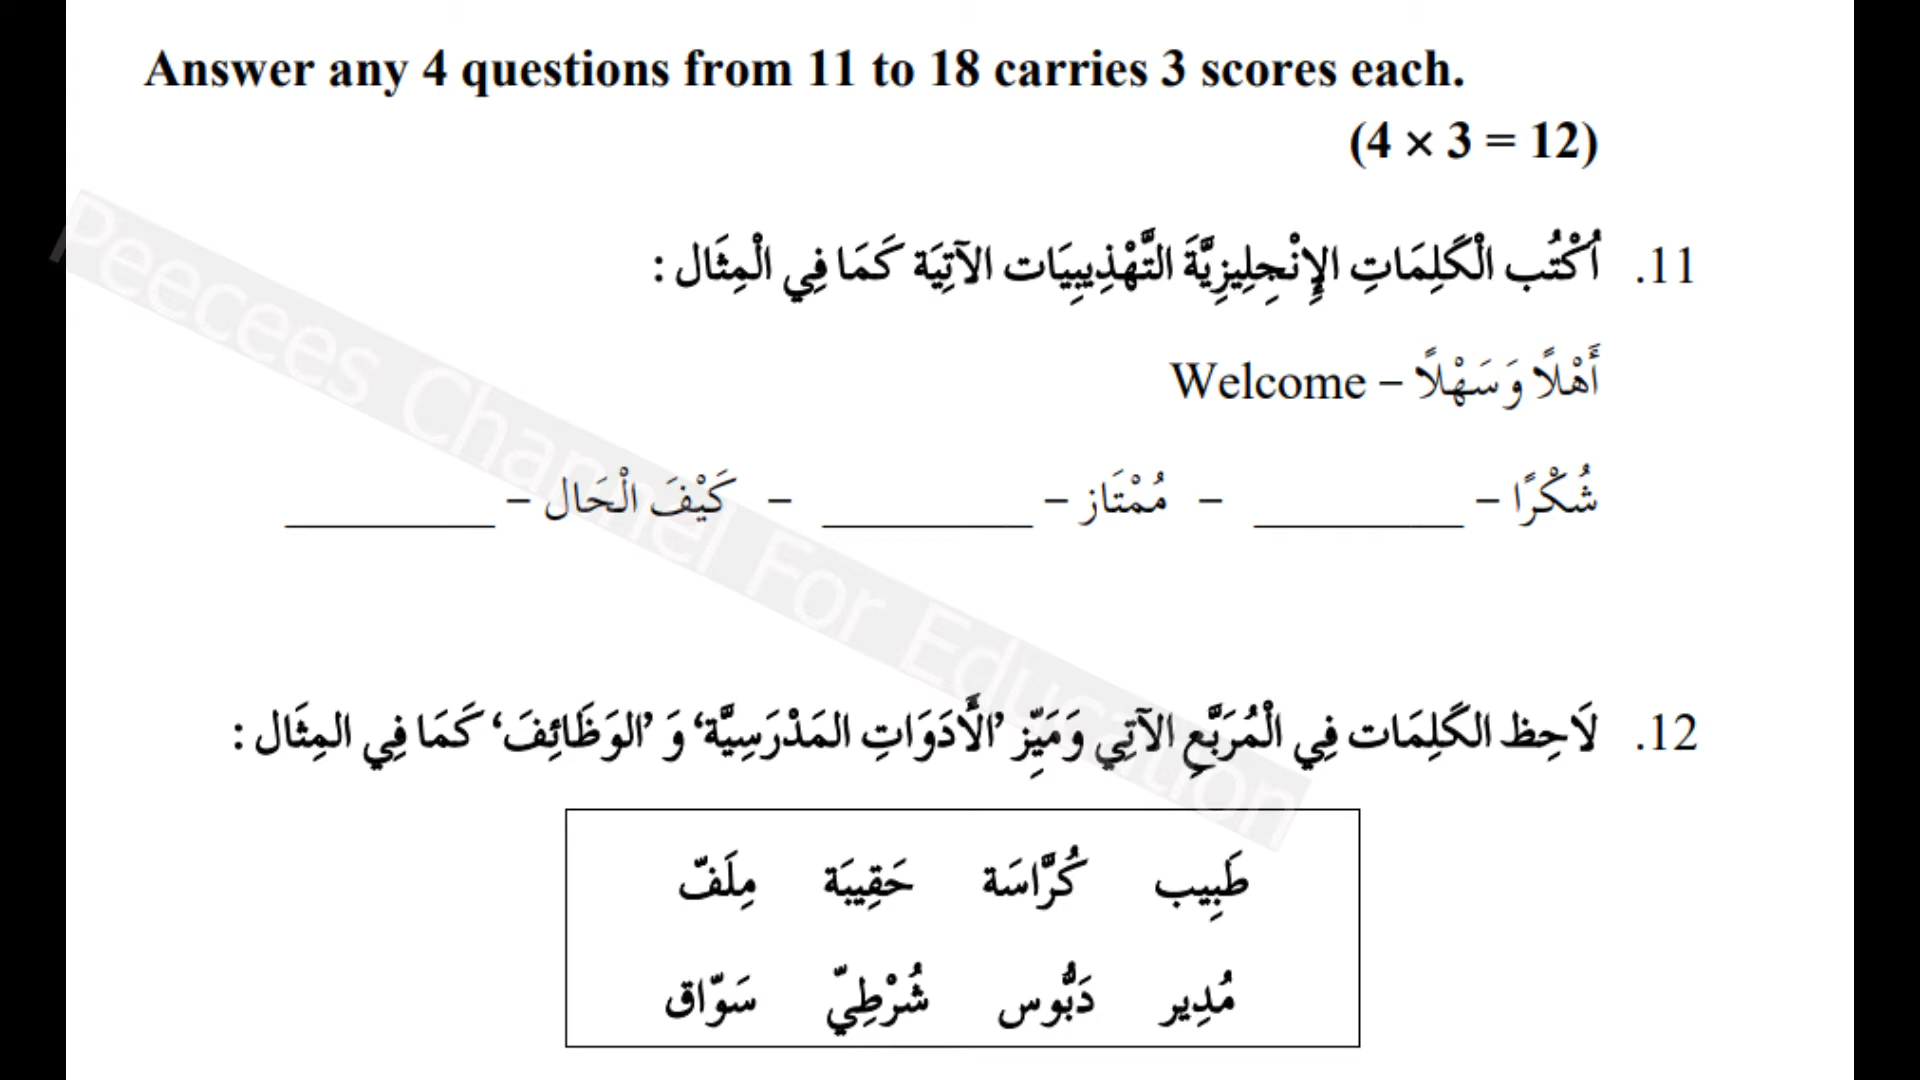 Answer any 4 questions from 11 to 18 carries 3 scores each.
(4 × 3 = 12)
11. اُكْتُب الْكَلِمَاتِ الإِنْجِلِيزِيَّةَ التَّهْذِيبِيَات الآتِيَة كَمَا فِي الْمِثَال :
أَهْلًا وَ سَهْلًا – Welcome
شُكْرًا – ________ – مُمْتَاز – ________ – كَيْفَ الْحَال – ________
12. لَاحِظ الكَلِمَات فِي الْمُرَبَّعِ الآتِي وَمَيِّز ’الأَدَوَاتِ المَدْرَسِيَّة‘ وَ ’الوَظَائِفَ‘ كَمَا فِي المِثَال :
طَبِيب كُرَّاسَة حَقِيبَة مِلَفّ
مُدِير دَبُّوس شُرْطِيّ سَوّاق
Peecees Channel For Education